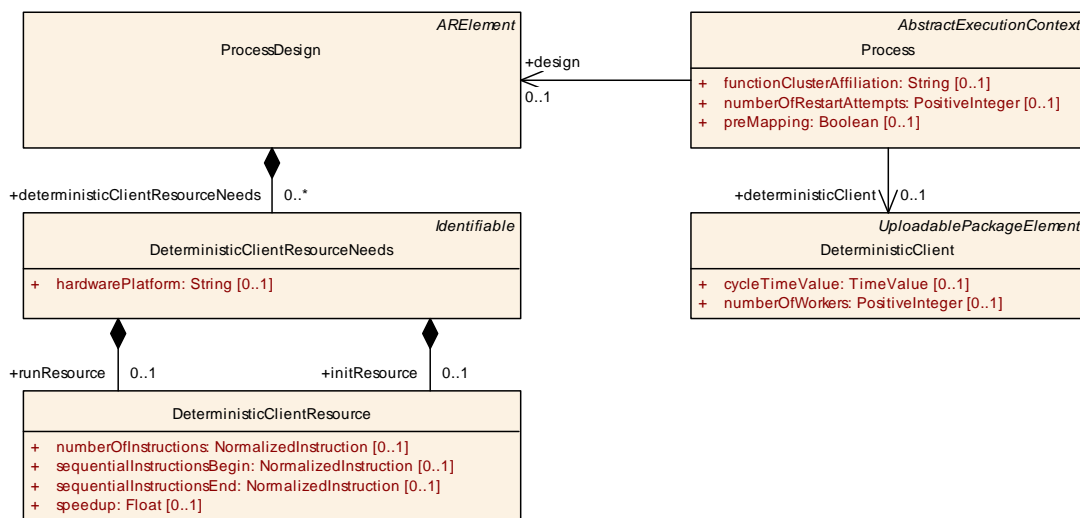 ARElement
ProcessDesign
AbstractExecutionContext
Process
+ functionClusterAffiliation: String [0..1]
+ numberOfRestartAttempts: PositiveInteger [0..1]
+ preMapping: Boolean [0..1]
+design
0..1
+deterministicClientResourceNeeds 0..*
+deterministicClient 0..1
Identifiable
DeterministicClientResourceNeeds
+ hardwarePlatform: String [0..1]
UploadablePackageElement
DeterministicClient
+ cycleTimeValue: TimeValue [0..1]
+ numberOfWorkers: PositiveInteger [0..1]
+runResource 0..1
+initResource 0..1
DeterministicClientResource
+ numberOfInstructions: NormalizedInstruction [0..1]
+ sequentialInstructionsBegin: NormalizedInstruction [0..1]
+ sequentialInstructionsEnd: NormalizedInstruction [0..1]
+ speedup: Float [0..1]